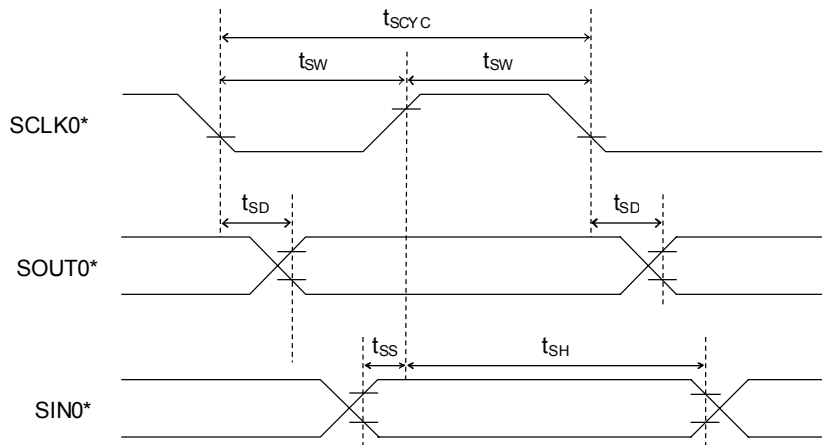 tSCYC
tSW tSW
SCLK0*
tSD tSD
SOUT0*
tSS tSH
SIN0*